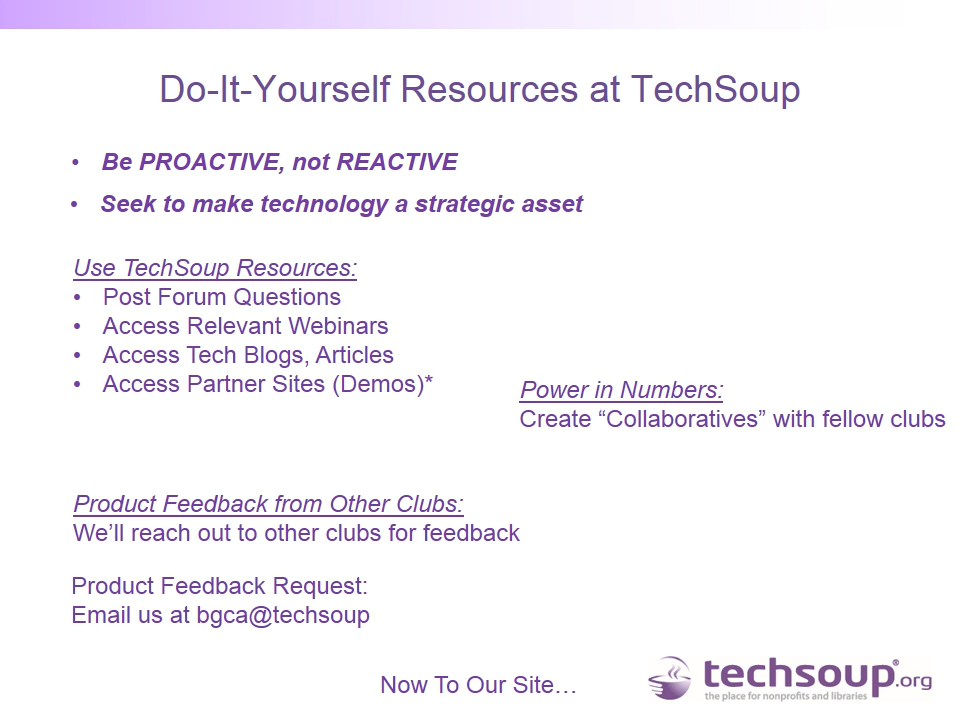 Do-It-Yourself Resources at TechSoup
• Be PROACTIVE, not REACTIVE
• Seek to make technology a strategic asset
Use TechSoup Resources:
• Post Forum Questions
• Access Relevant Webinars
• Access Tech Blogs, Articles
• Access Partner Sites (Demos)*
Power in Numbers:
Create “Collaboratives” with fellow clubs
Product Feedback from Other Clubs:
We’ll reach out to other clubs for feedback
Product Feedback Request:
Email us at bgca@techsoup
Now To Our Site…
techsoup®.org
the place for nonprofits and libraries